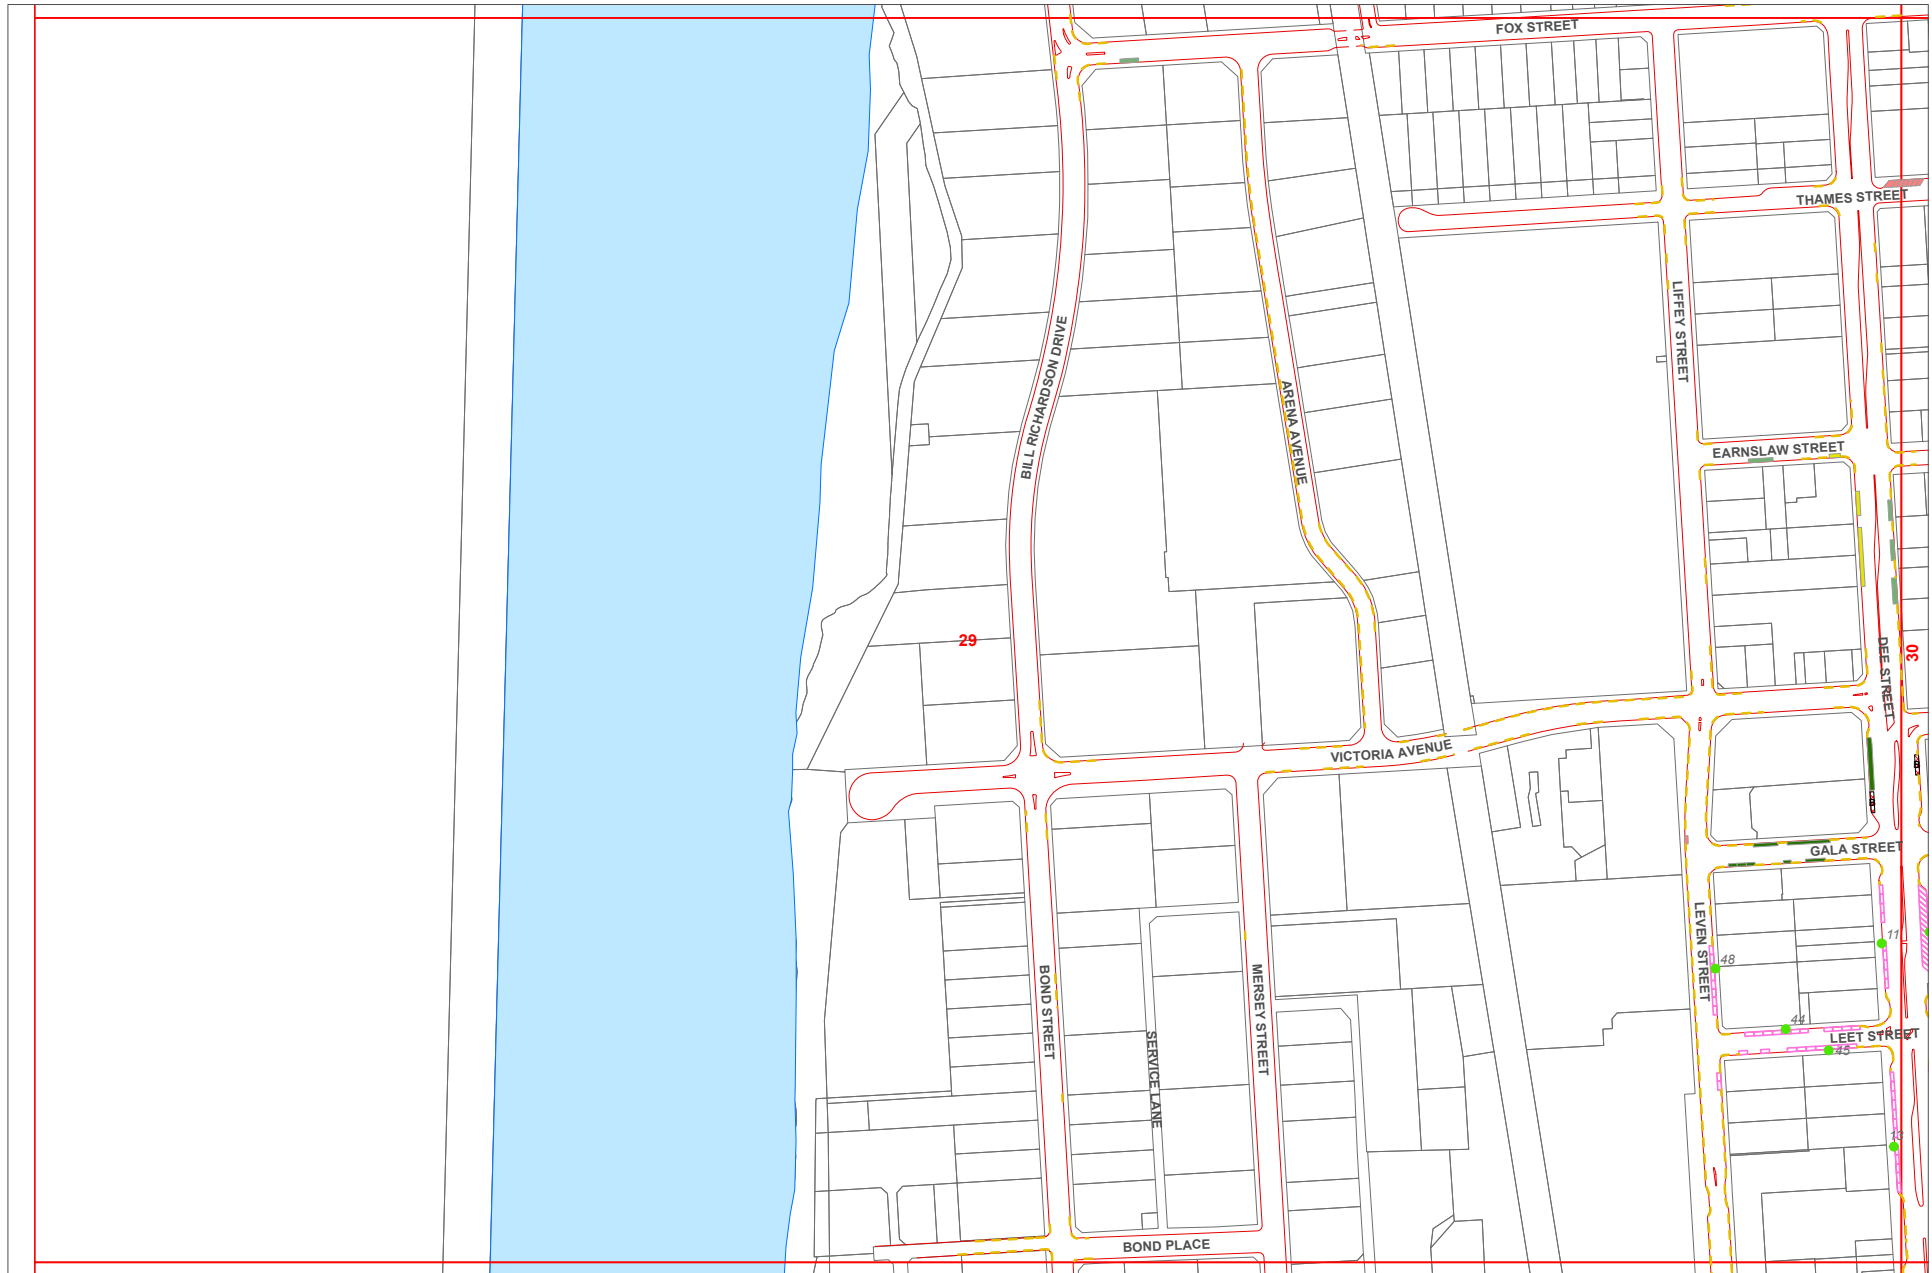 FOX STREET
THAMES STREET
LIFFEY STREET
BILL RICHARDSON DRIVE
ARENA AVENUE
EARNSLAW STREET
29
DEE STREET
30
VICTORIA AVENUE
GALA STREET
LEVEN STREET
11
48
BOND STREET
MERSEY STREET
44
LEET STREET
45
SERVICE LANE
13
BOND PLACE